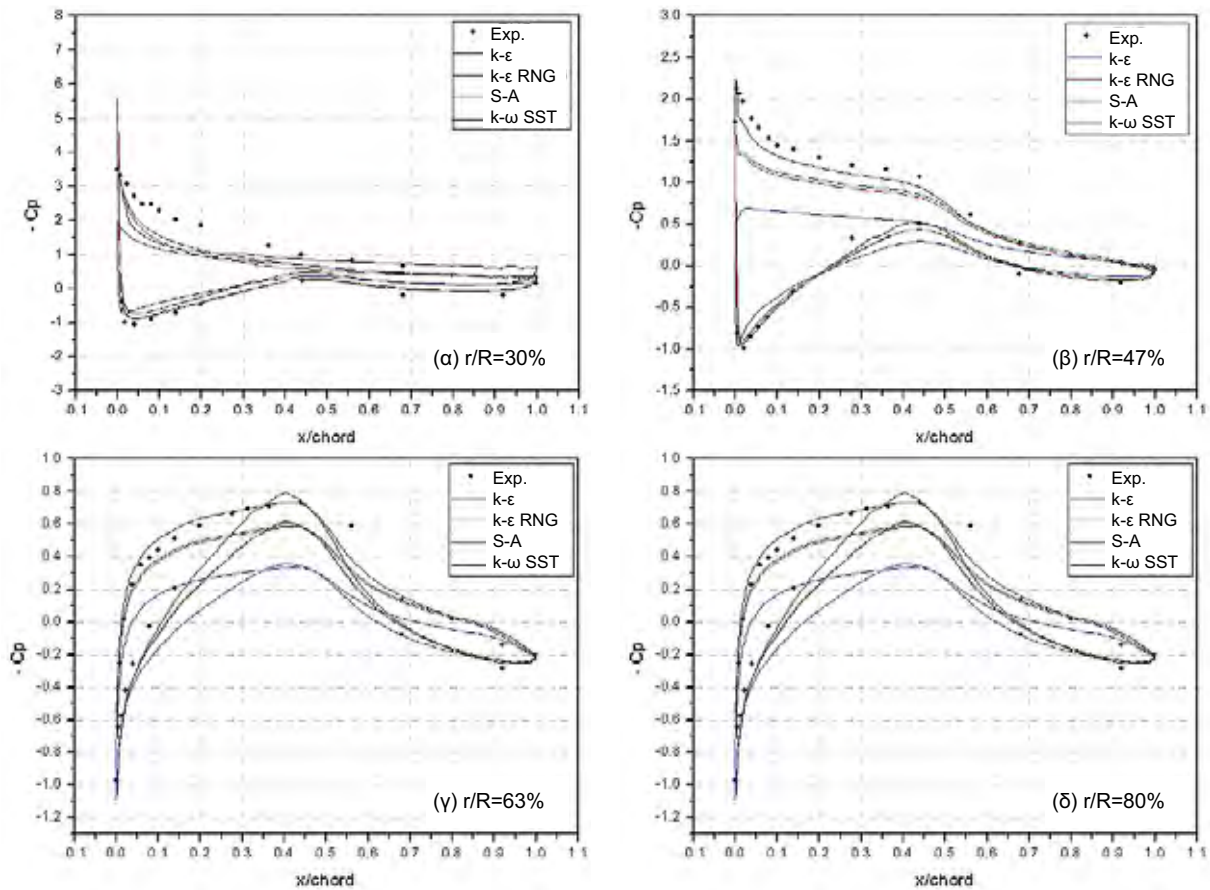 8
7
6
5
4
3
2
1
0
-1
-2
-3
-Cp
Exp.
k-ε
k-ε RNG
S-A
k-ω SST
(α) r/R=30%
0.1 0.0 0.1 0.2 0.3 0.4 0.5 0.6 0.7 0.8 0.9 1.0 1.1
x/chord
3.0
2.5
2.0
1.5
1.0
0.5
0.0
-0.5
-1.0
-1.5
-Cp
Exp.
k-ε
k-ε RNG
S-A
k-ω SST
(β) r/R=47%
0.1 0.0 0.1 0.2 0.3 0.4 0.5 0.6 0.7 0.8 0.9 1.0 1.1
x/chord
1.0
0.8
0.6
0.4
0.2
0.0
-0.2
-0.4
-0.6
-0.8
-1.0
-1.2
-Cp
Exp.
k-ε
k-ε RNG
S-A
k-ω SST
(γ) r/R=63%
0.1 0.0 0.1 0.2 0.3 0.4 0.5 0.6 0.7 0.8 0.9 1.0 1.1
x/chord
1.0
0.8
0.6
0.4
0.2
0.0
-0.2
-0.4
-0.6
-0.8
-1.0
-1.2
-Cp
Exp.
k-ε
k-ε RNG
S-A
k-ω SST
(δ) r/R=80%
0.1 0.0 0.1 0.2 0.3 0.4 0.5 0.6 0.7 0.8 0.9 1.0 1.1
x/chord